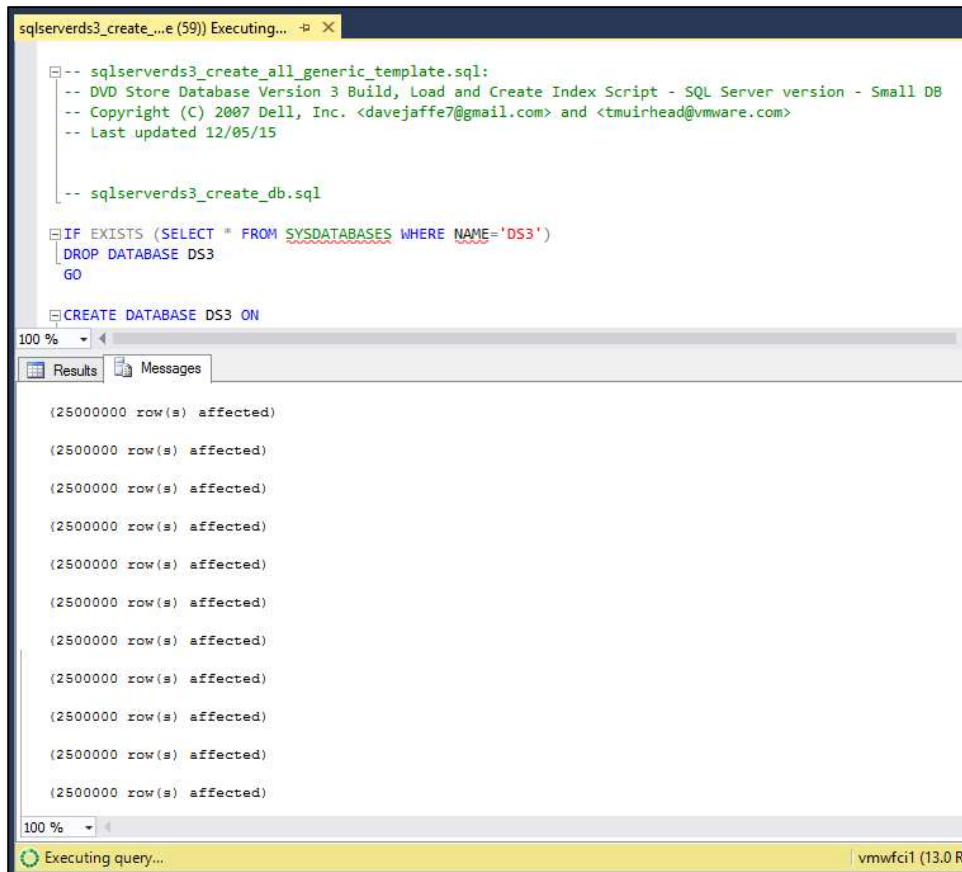 sqlserverds3_create_...e (59)) Executing...
-- sqlserverds3_create_all_generic_template.sql:
-- DVD Store Database Version 3 Build, Load and Create Index Script - SQL Server version - Small DB
-- Copyright (C) 2007 Dell, Inc. <davejaffe7@gmail.com> and <tmuirhead@vmware.com>
-- Last updated 12/05/15
-- sqlserverds3_create_db.sql
IF EXISTS (SELECT * FROM SYSDATABASES WHERE NAME='DS3')
DROP DATABASE DS3
GO
CREATE DATABASE DS3 ON
100 %
Results Messages
(25000000 row(s) affected)
(2500000 row(s) affected)
(2500000 row(s) affected)
(2500000 row(s) affected)
(2500000 row(s) affected)
(2500000 row(s) affected)
(2500000 row(s) affected)
(2500000 row(s) affected)
(2500000 row(s) affected)
(2500000 row(s) affected)
(2500000 row(s) affected)
100 %
Executing query... vmwfci1 (13.0 R